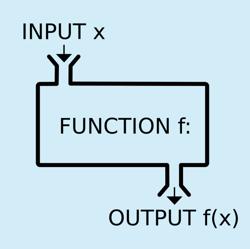 INPUT x
FUNCTION f:
OUTPUT f(x)